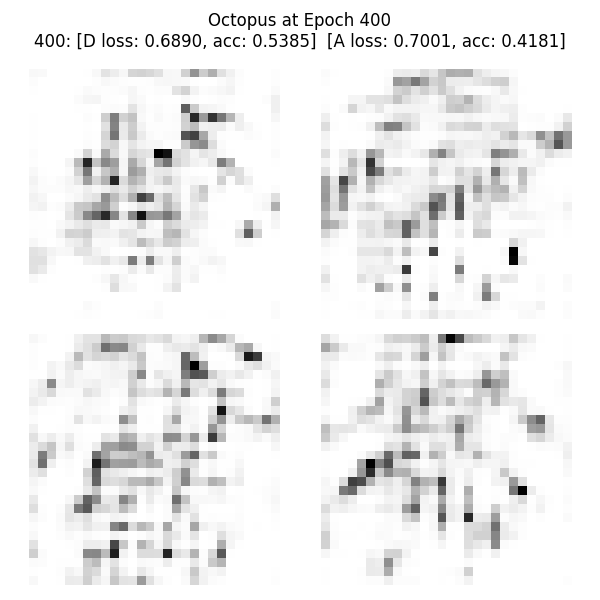 Octopus at Epoch 400
400: [D loss: 0.6890, acc: 0.5385]  [A loss: 0.7001, acc: 0.4181]